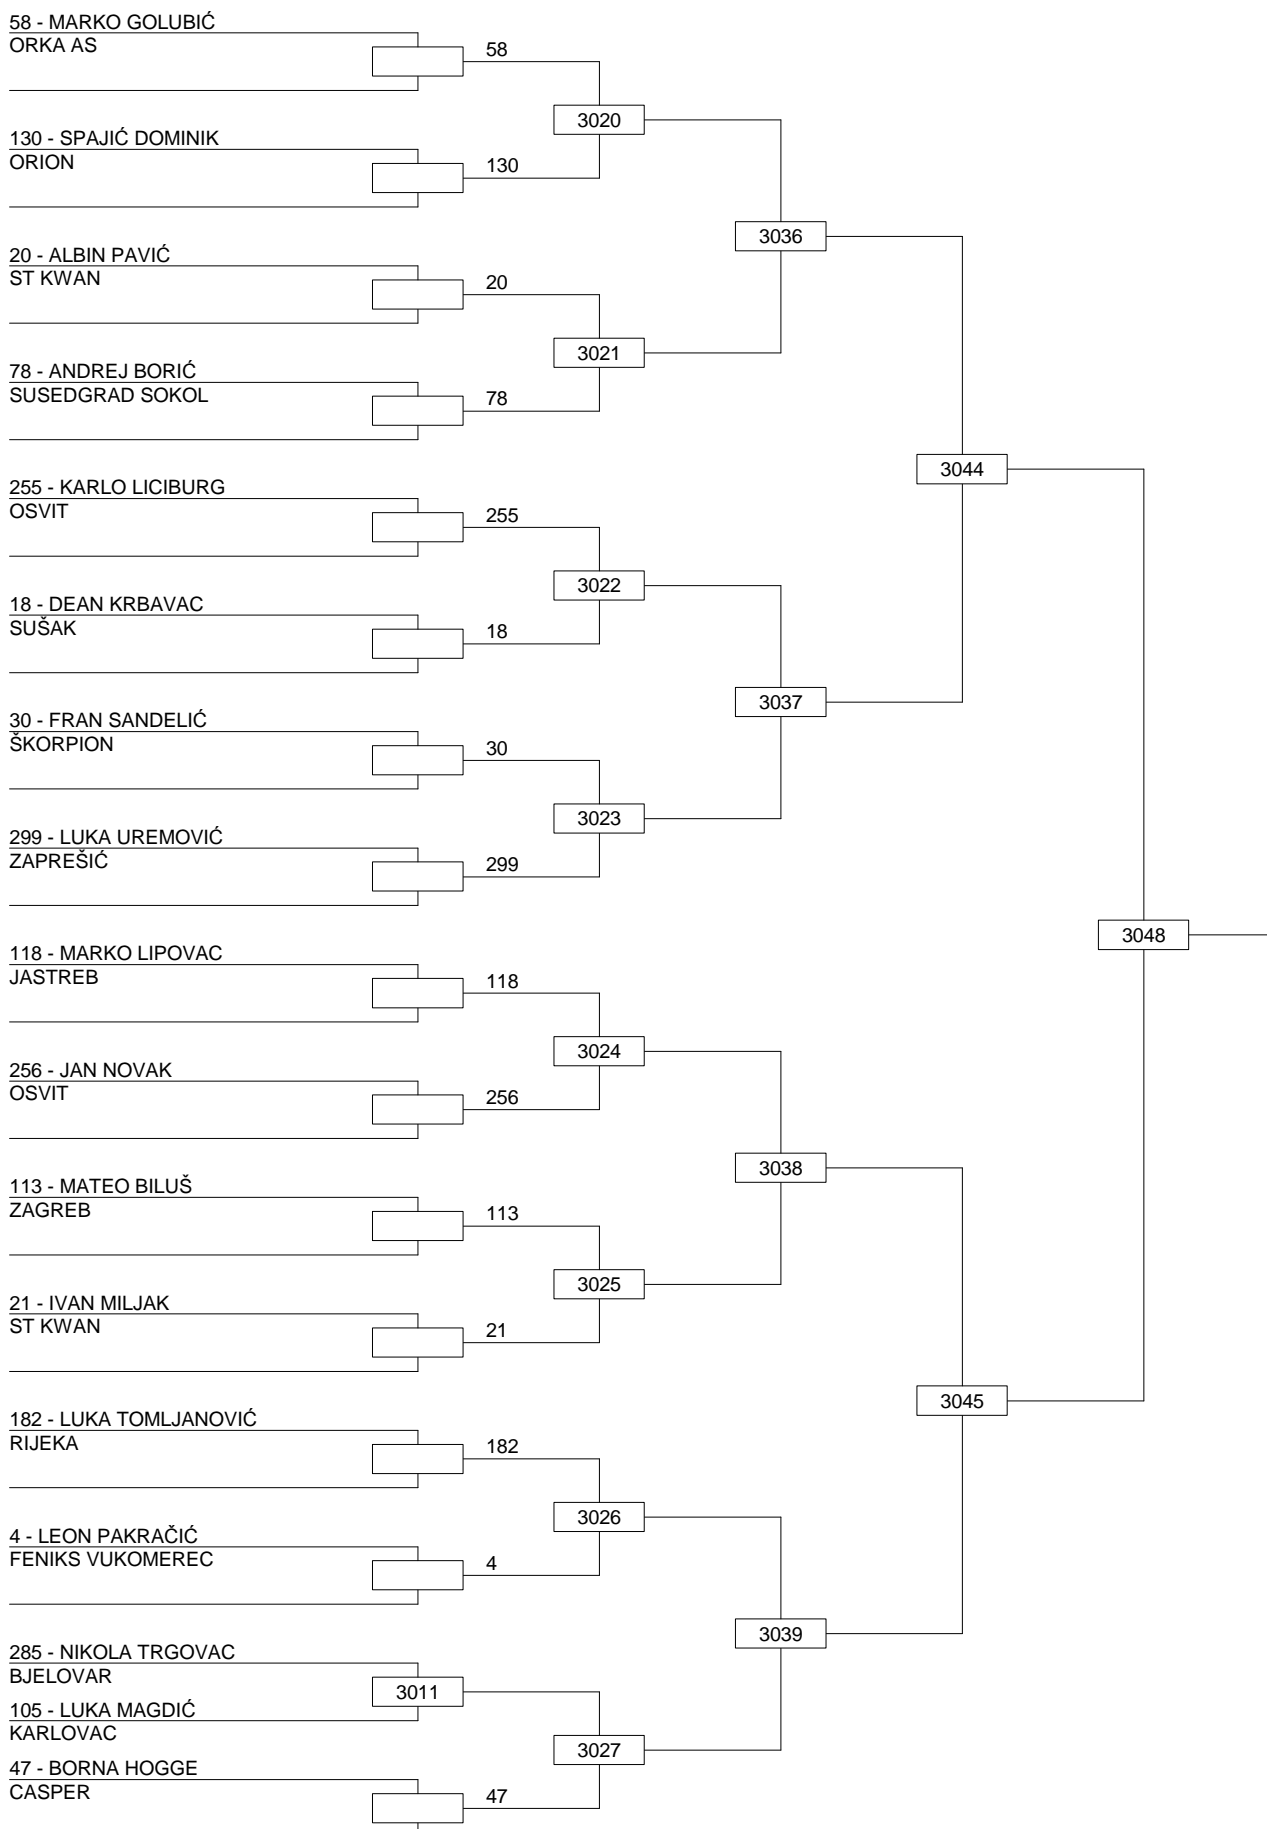 58 - MARKO GOLUBIĆ
ORKA AS
58
3020
130 - SPAJIĆ DOMINIK
ORION
130
3036
20 - ALBIN PAVIĆ
ST KWAN
20
3021
78 - ANDREJ BORIĆ
SUSEDGRAD SOKOL
78
3044
255 - KARLO LICIBURG
OSVIT
255
3022
18 - DEAN KRBAVAC
SUŠAK
18
3037
30 - FRAN SANDELIĆ
ŠKORPION
30
3023
299 - LUKA UREMOVIĆ
ZAPREŠIĆ
299
3048
118 - MARKO LIPOVAC
JASTREB
118
3024
256 - JAN NOVAK
OSVIT
256
3038
113 - MATEO BILUŠ
ZAGREB
113
3025
21 - IVAN MILJAK
ST KWAN
21
3045
182 - LUKA TOMLJANOVIĆ
RIJEKA
182
3026
4 - LEON PAKRAČIĆ
FENIKS VUKOMEREC
4
3039
285 - NIKOLA TRGOVAC
BJELOVAR
3011
105 - LUKA MAGDIĆ
KARLOVAC
3027
47 - BORNA HOGGE
CASPER
47